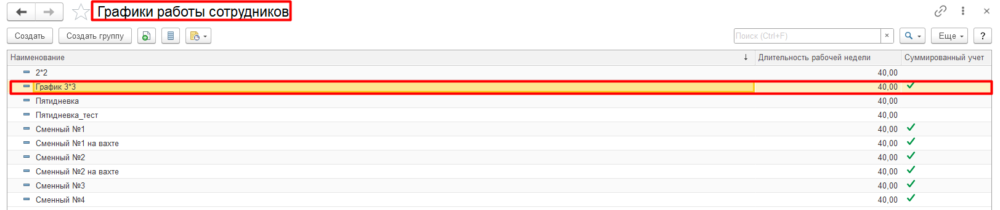 Графики работы сотрудников
Создать Создать группу Поиск (Ctrl+F) × Еще ?
Наименование ↓ Длительность рабочей недели Суммированный учет
2*2 40,00
График 3*3 40,00
Пятидневка 40,00
Пятидневка_тест 40,00
Сменный №1 40,00
Сменный №1 на вахте 40,00
Сменный №2 40,00
Сменный №2 на вахте 40,00
Сменный №3 40,00
Сменный №4 40,00